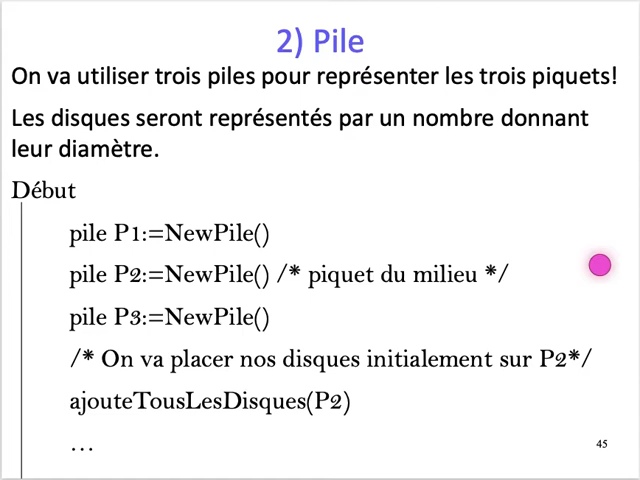 2) Pile
On va utiliser trois piles pour représenter les trois piquets!
Les disques seront représentés par un nombre donnant
leur diamètre.
Début
pile P1:=NewPile()
pile P2:=NewPile() /* piquet du milieu */
pile P3:=NewPile()
/* On va placer nos disques initialement sur P2*/
ajouteTousLesDisques(P2)
…
45